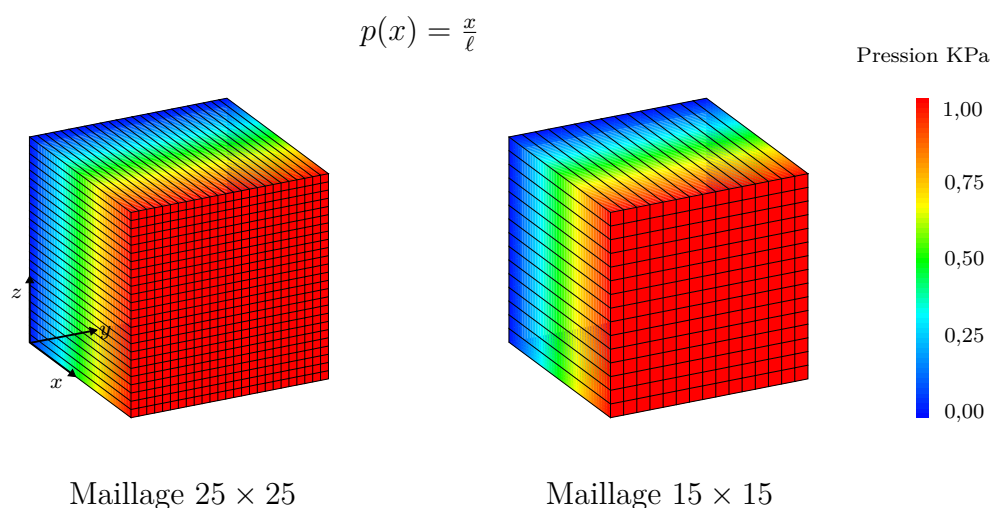 p(x) = x/ℓ
Pression KPa
1,00
0,75
0,50
0,25
0,00
z
y
x
Maillage 25 × 25
Maillage 15 × 15